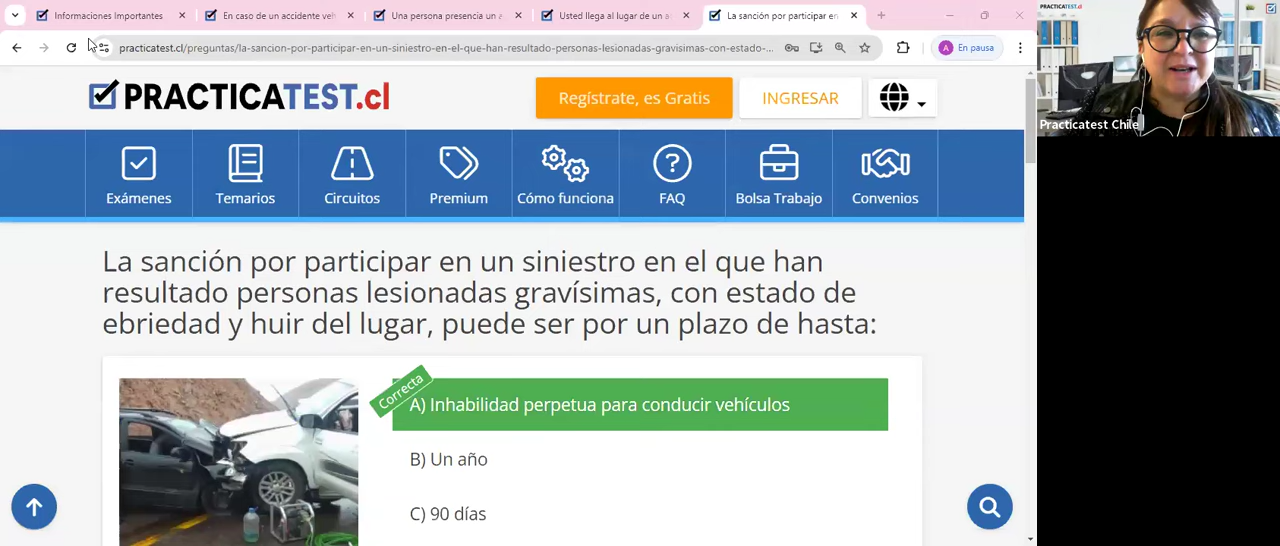 Informaciones Importantes
En caso de un accidente veh
Una persona presencia un a
Usted llega al lugar de un a
La sanción por participar en
practicatest.cl/preguntas/la-sancion-por-participar-en-un-siniestro-en-el-que-han-resultado-personas-lesionadas-gravisimas-con-estado-...
A En pausa
PRACTICATEST.cl
Practicatest Chile
PRACTICATEST.cl
Regístrate, es Gratis
INGRESAR
Exámenes
Temarios
Circuitos
Premium
Cómo funciona
FAQ
Bolsa Trabajo
Convenios
La sanción por participar en un siniestro en el que han
resultado personas lesionadas gravísimas, con estado de
ebriedad y huir del lugar, puede ser por un plazo de hasta:
Correcta
A) Inhabilidad perpetua para conducir vehículos
B) Un año
C) 90 días